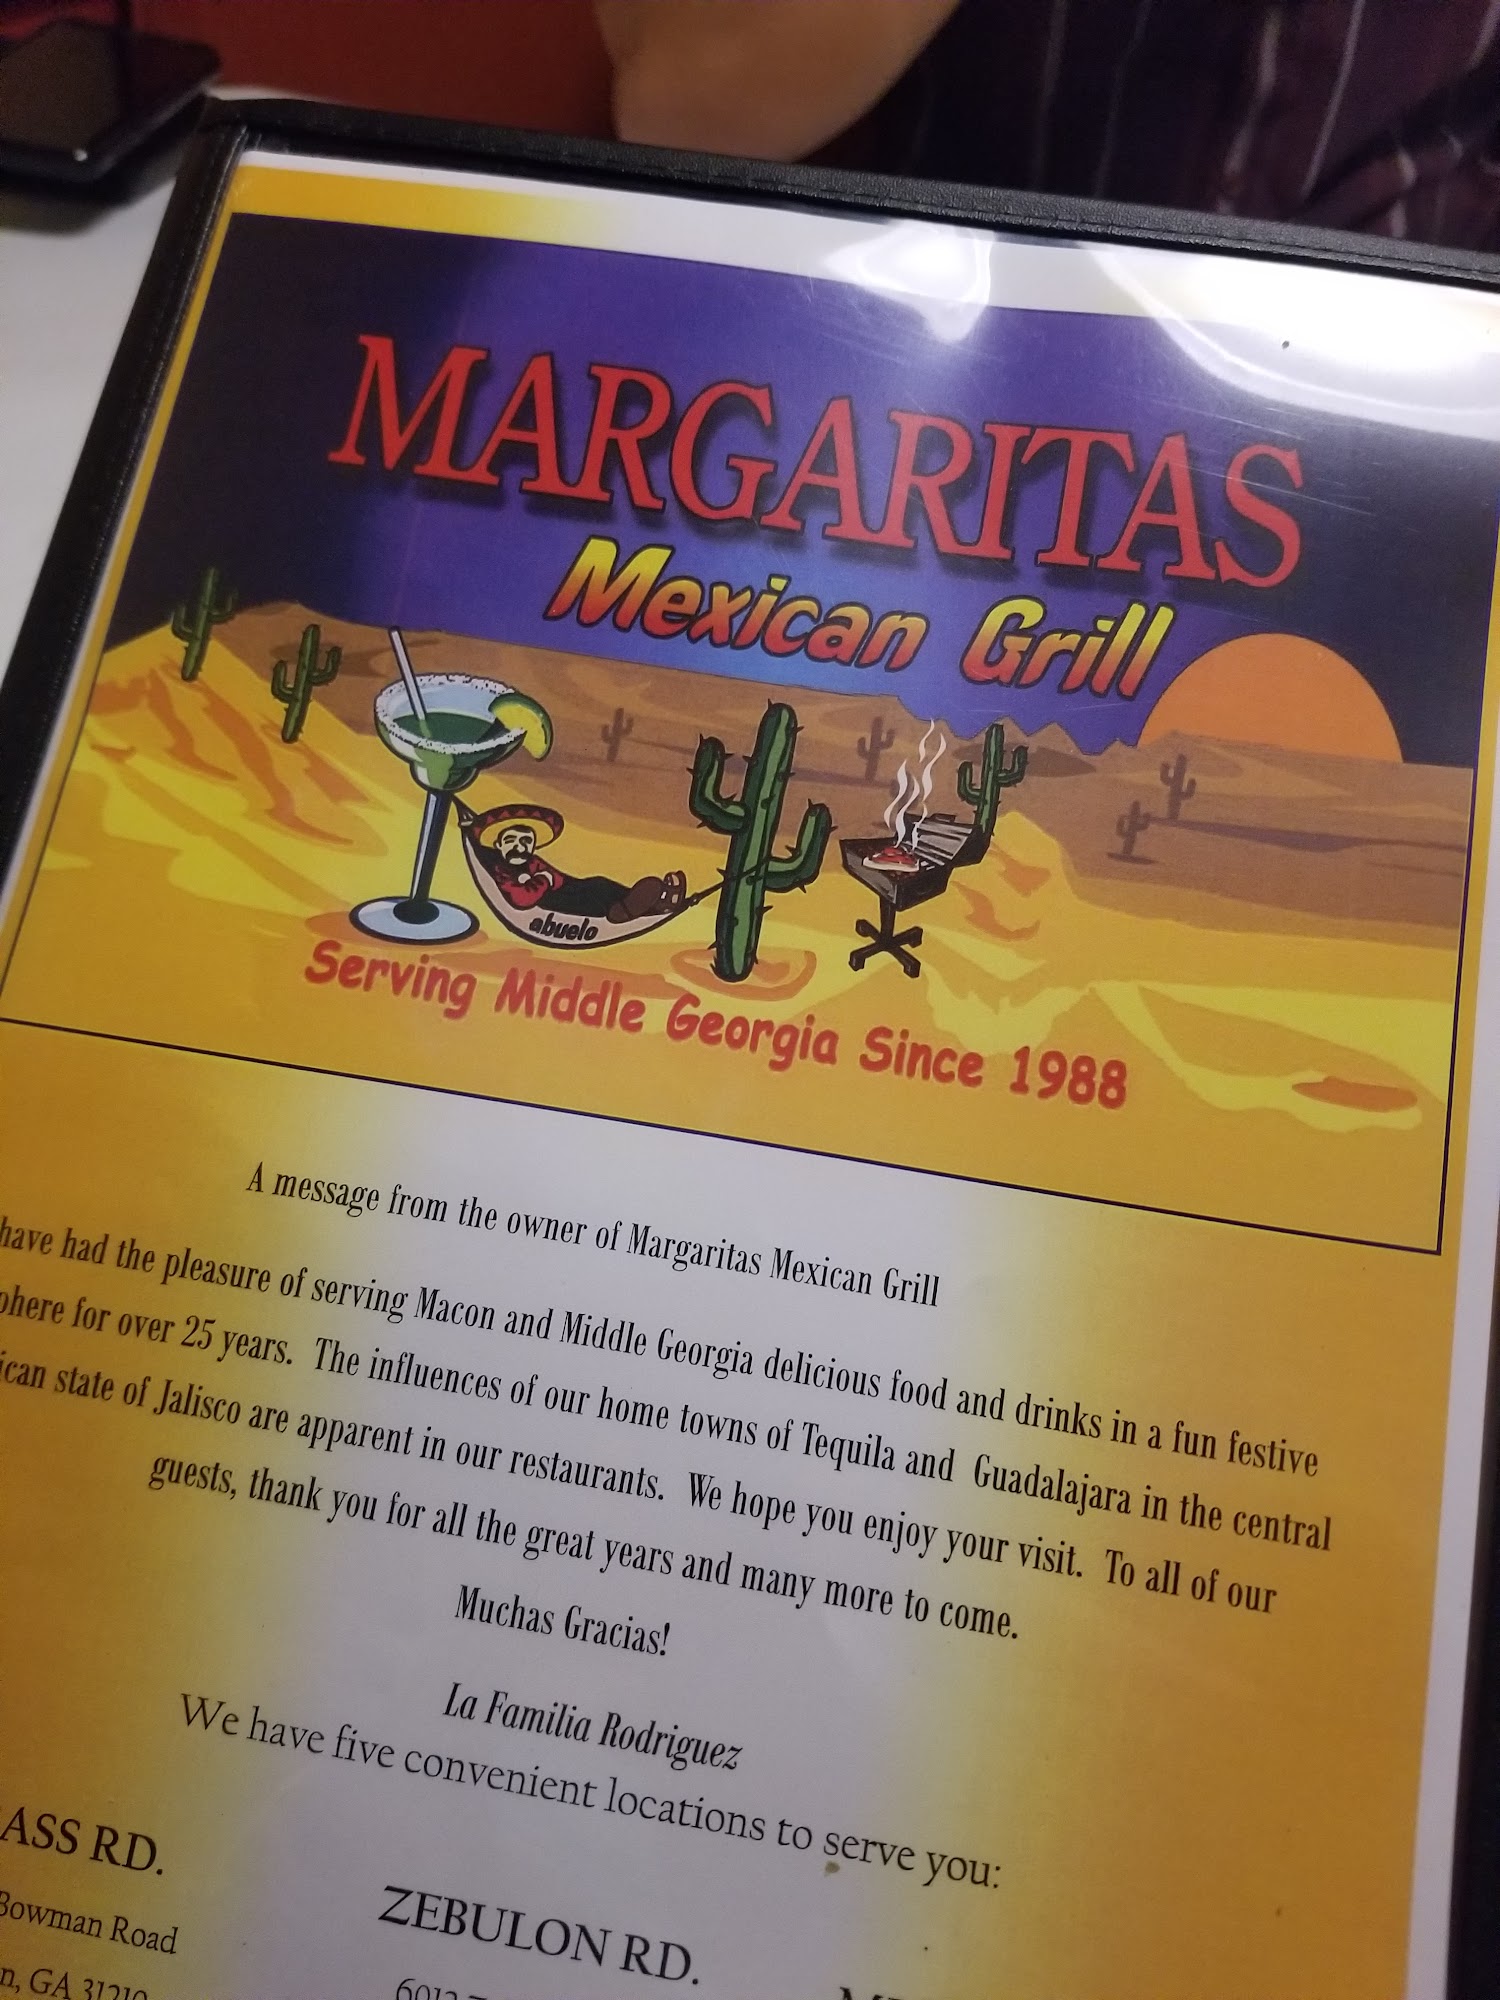 MARGARITAS
Mexican Grill
abuelo
Serving Middle Georgia Since 1988
A message from the owner of Margaritas Mexican Grill
have had the pleasure of serving Macon and Middle Georgia delicious food and drinks in a fun festive
for over 25 years. The influences of our home towns of Tequila and Guadalajara in the central
state of Jalisco are apparent in our restaurants. We hope you enjoy your visit. To all of our
guests, thank you for all the great years and many more to come.
Muchas Gracias!
La Familia Rodriguez
We have five convenient locations to serve you:
RD.
Bowman Road
GA 31210
ZEBULON RD.